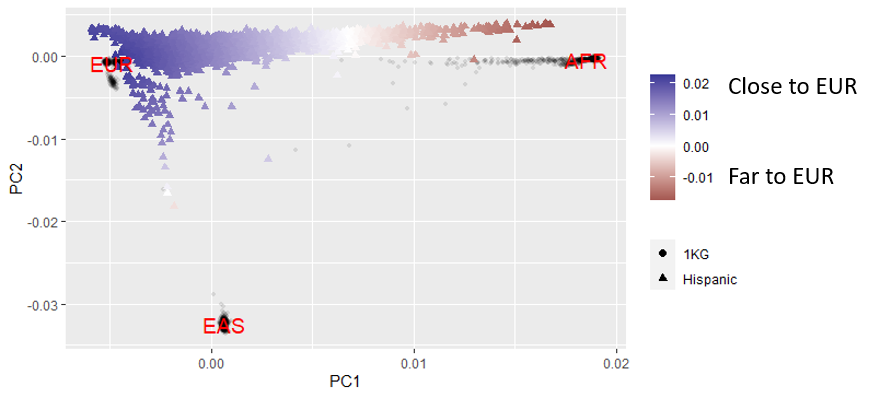 PC2
0.00
-0.01
-0.02
-0.03
EUR
AFR
EAS
0.00
0.01
0.02
PC1
0.02
Close to EUR
0.01
0.00
-0.01
Far to EUR
1KG
Hispanic